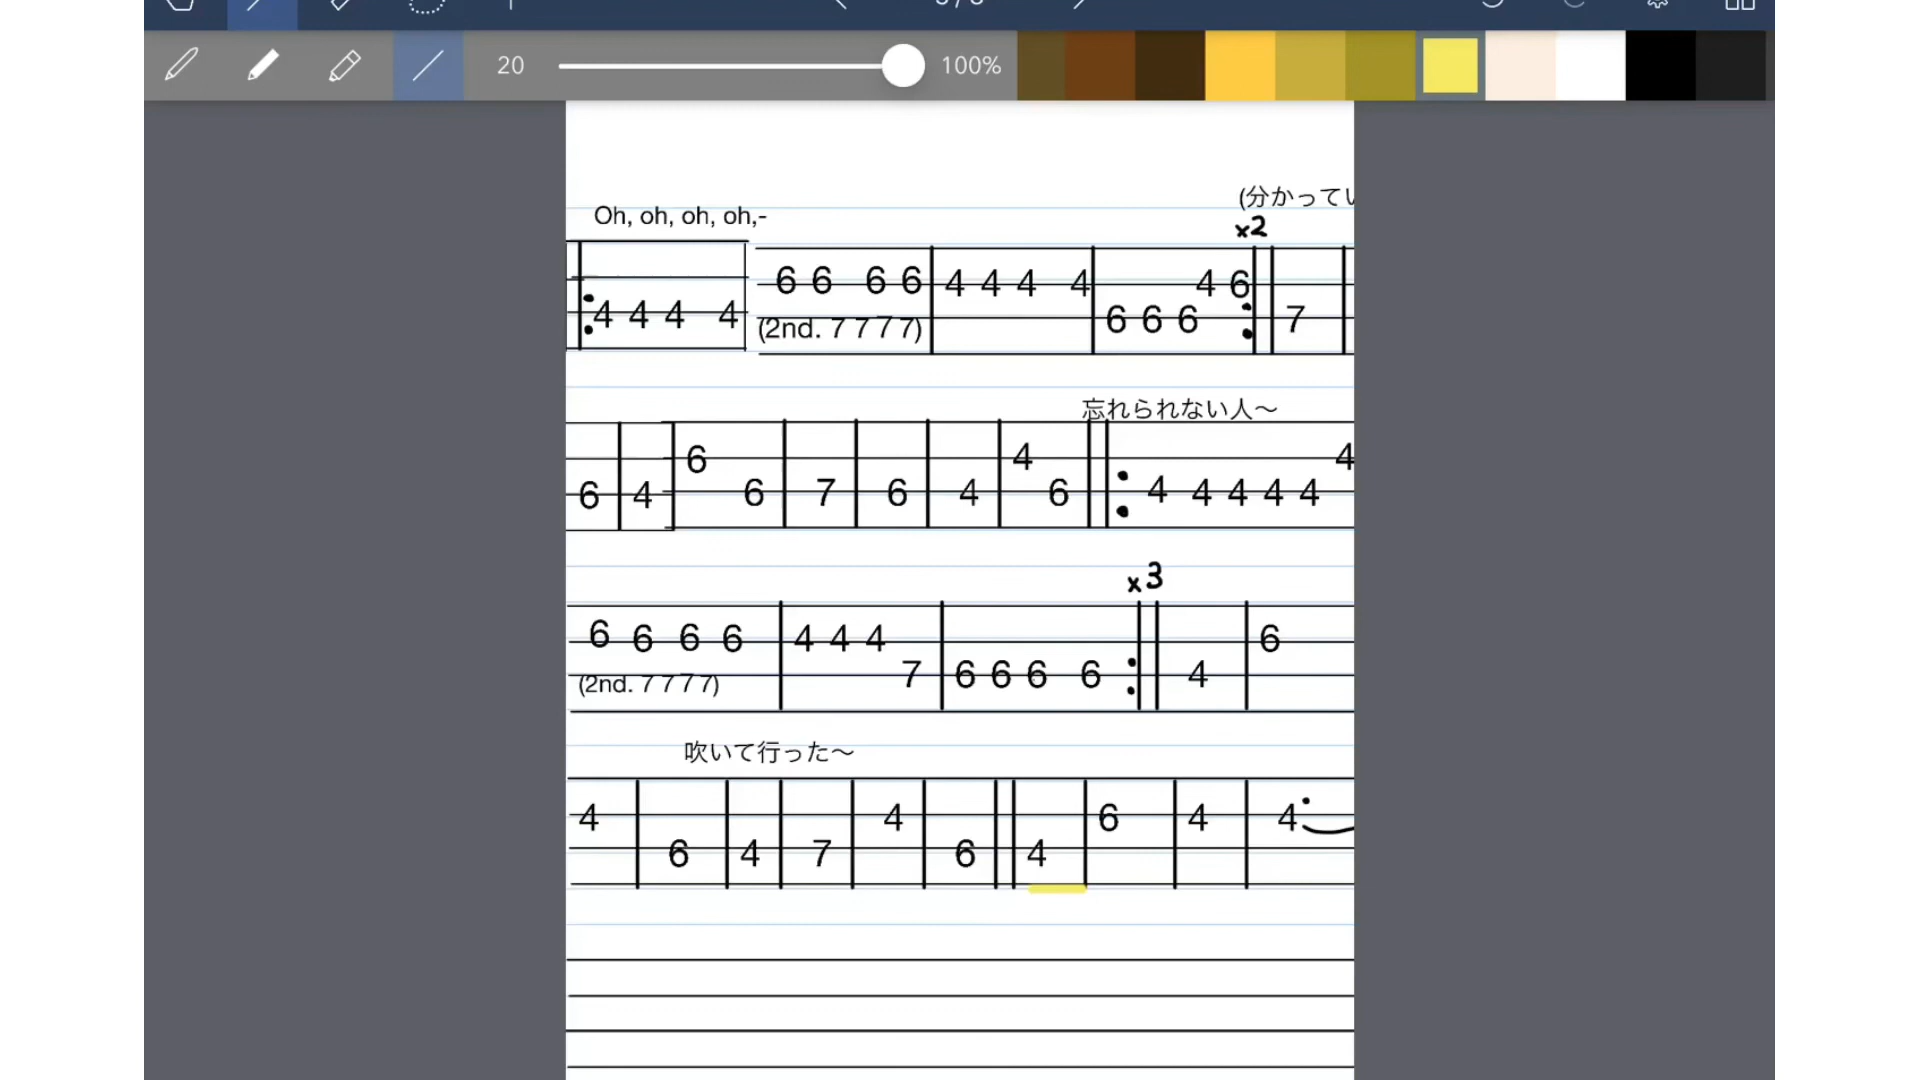 20 100%
(分かってい
Oh, oh, oh, oh,-
x2
6 6 6 6 4 4 4 4 4 6
4 4 4 4 (2nd. 7 7 7 7) 6 6 6 7
忘れられない人〜
6 4 4
6 4 6 7 6 4 6 4 4 4 4 4
x3
6 6 6 6 4 4 4 6
(2nd. 7 7 7 7) 7 6 6 6 6 4
吹いて行った〜
4 4 6 4 4
6 4 7 6 4